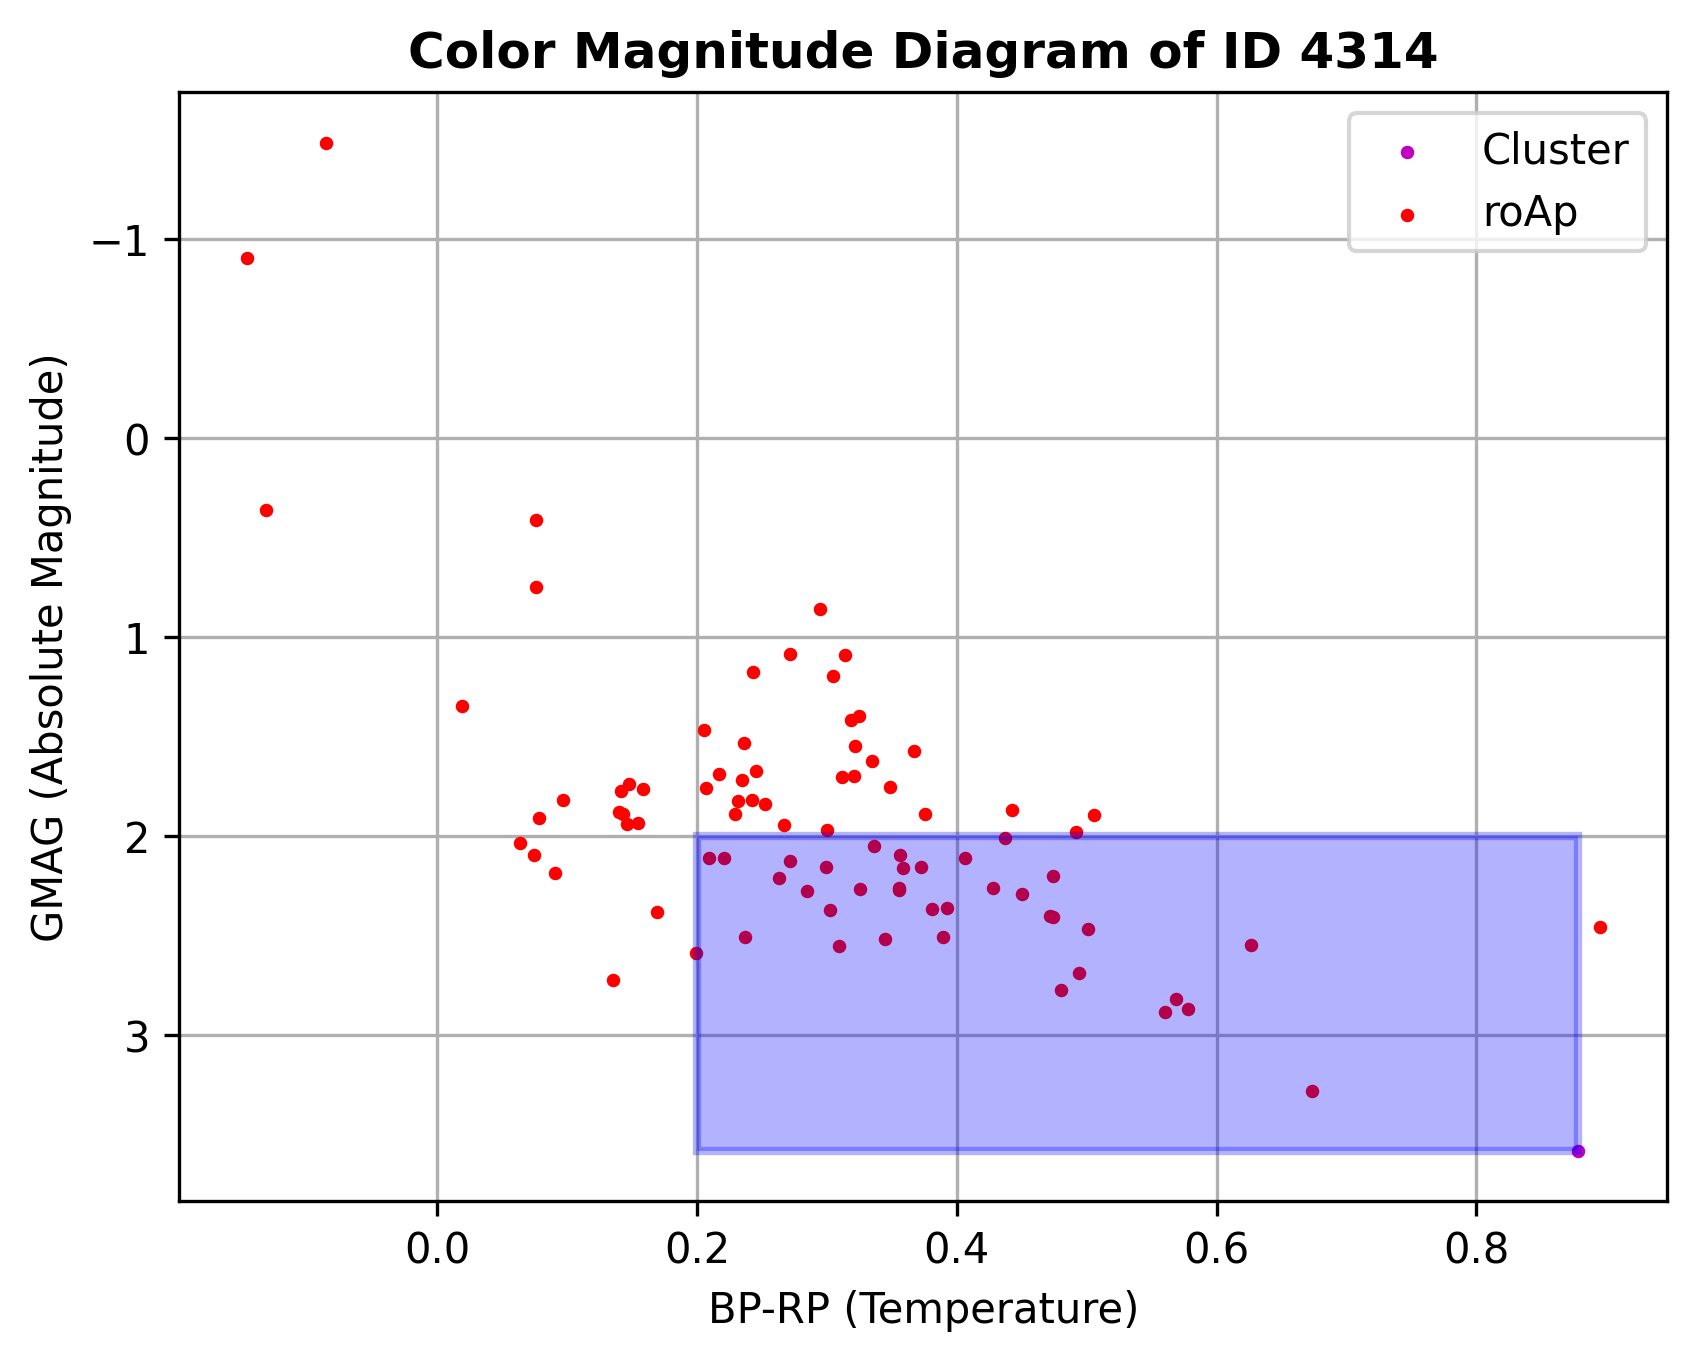 Color Magnitude Diagram of ID 4314
Cluster
roAp
GMAG (Absolute Magnitude)
−1
0
1
2
3
0.0 0.2 0.4 0.6 0.8
BP-RP (Temperature)